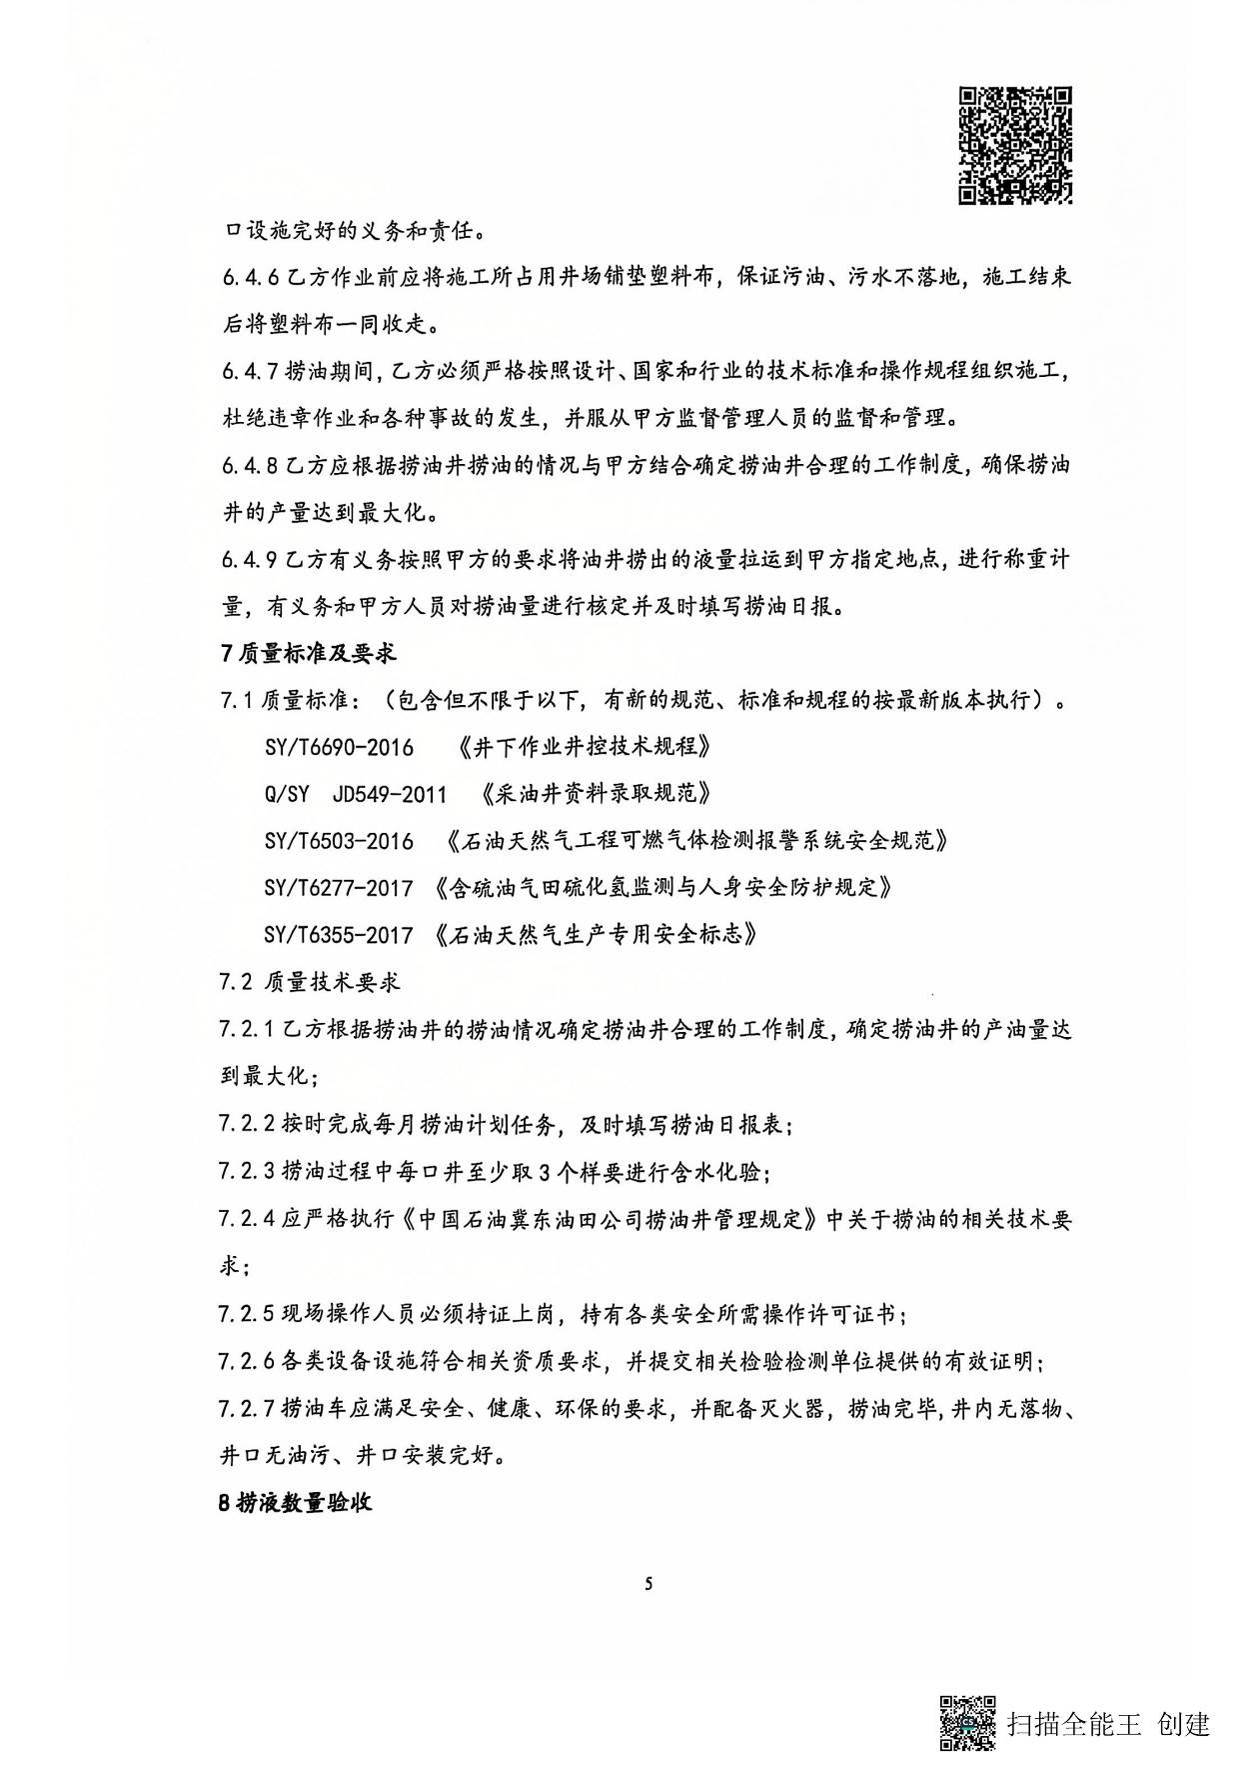 口设施完好的义务和责任。
6.4.6乙方作业前应将施工所占用井场铺垫塑料布，保证污油、污水不落地，施工结束
后将塑料布一同收走。
6.4.7捞油期间，乙方必须严格按照设计、国家和行业的技术标准和操作规程组织施工，
杜绝违章作业和各种事故的发生，并服从甲方监督管理人员的监督和管理。
6.4.8乙方应根据捞油井捞油的情况与甲方结合确定捞油井合理的工作制度，确保捞油
井的产量达到最大化。
6.4.9乙方有义务按照甲方的要求将油井捞出的液量拉运到甲方指定地点，进行称重计
量，有义务和甲方人员对捞油量进行核定并及时填写捞油日报。
7质量标准及要求
7.1质量标准：（包含但不限于以下，有新的规范、标准和规程的按最新版本执行）。
SY/T6690-2016 《井下作业井控技术规程》
Q/SY JD549-2011 《采油井资料录取规范》
SY/T6503-2016 《石油天然气工程可燃气体检测报警系统安全规范》
SY/T6277-2017 《含硫油气田硫化氢监测与人身安全防护规定》
SY/T6355-2017 《石油天然气生产专用安全标志》
7.2 质量技术要求
7.2.1乙方根据捞油井的捞油情况确定捞油井合理的工作制度，确定捞油井的产油量达
到最大化；
7.2.2按时完成每月捞油计划任务，及时填写捞油日报表；
7.2.3捞油过程中每口井至少取3个样要进行含水化验；
7.2.4应严格执行《中国石油冀东油田公司捞油井管理规定》中关于捞油的相关技术要
求；
7.2.5现场操作人员必须持证上岗，持有各类安全所需操作许可证书；
7.2.6各类设备设施符合相关资质要求，并提交相关检验检测单位提供的有效证明；
7.2.7捞油车应满足安全、健康、环保的要求，并配备灭火器，捞油完毕，井内无落物、
井口无油污、井口安装完好。
8捞液数量验收
5
扫描全能王 创建